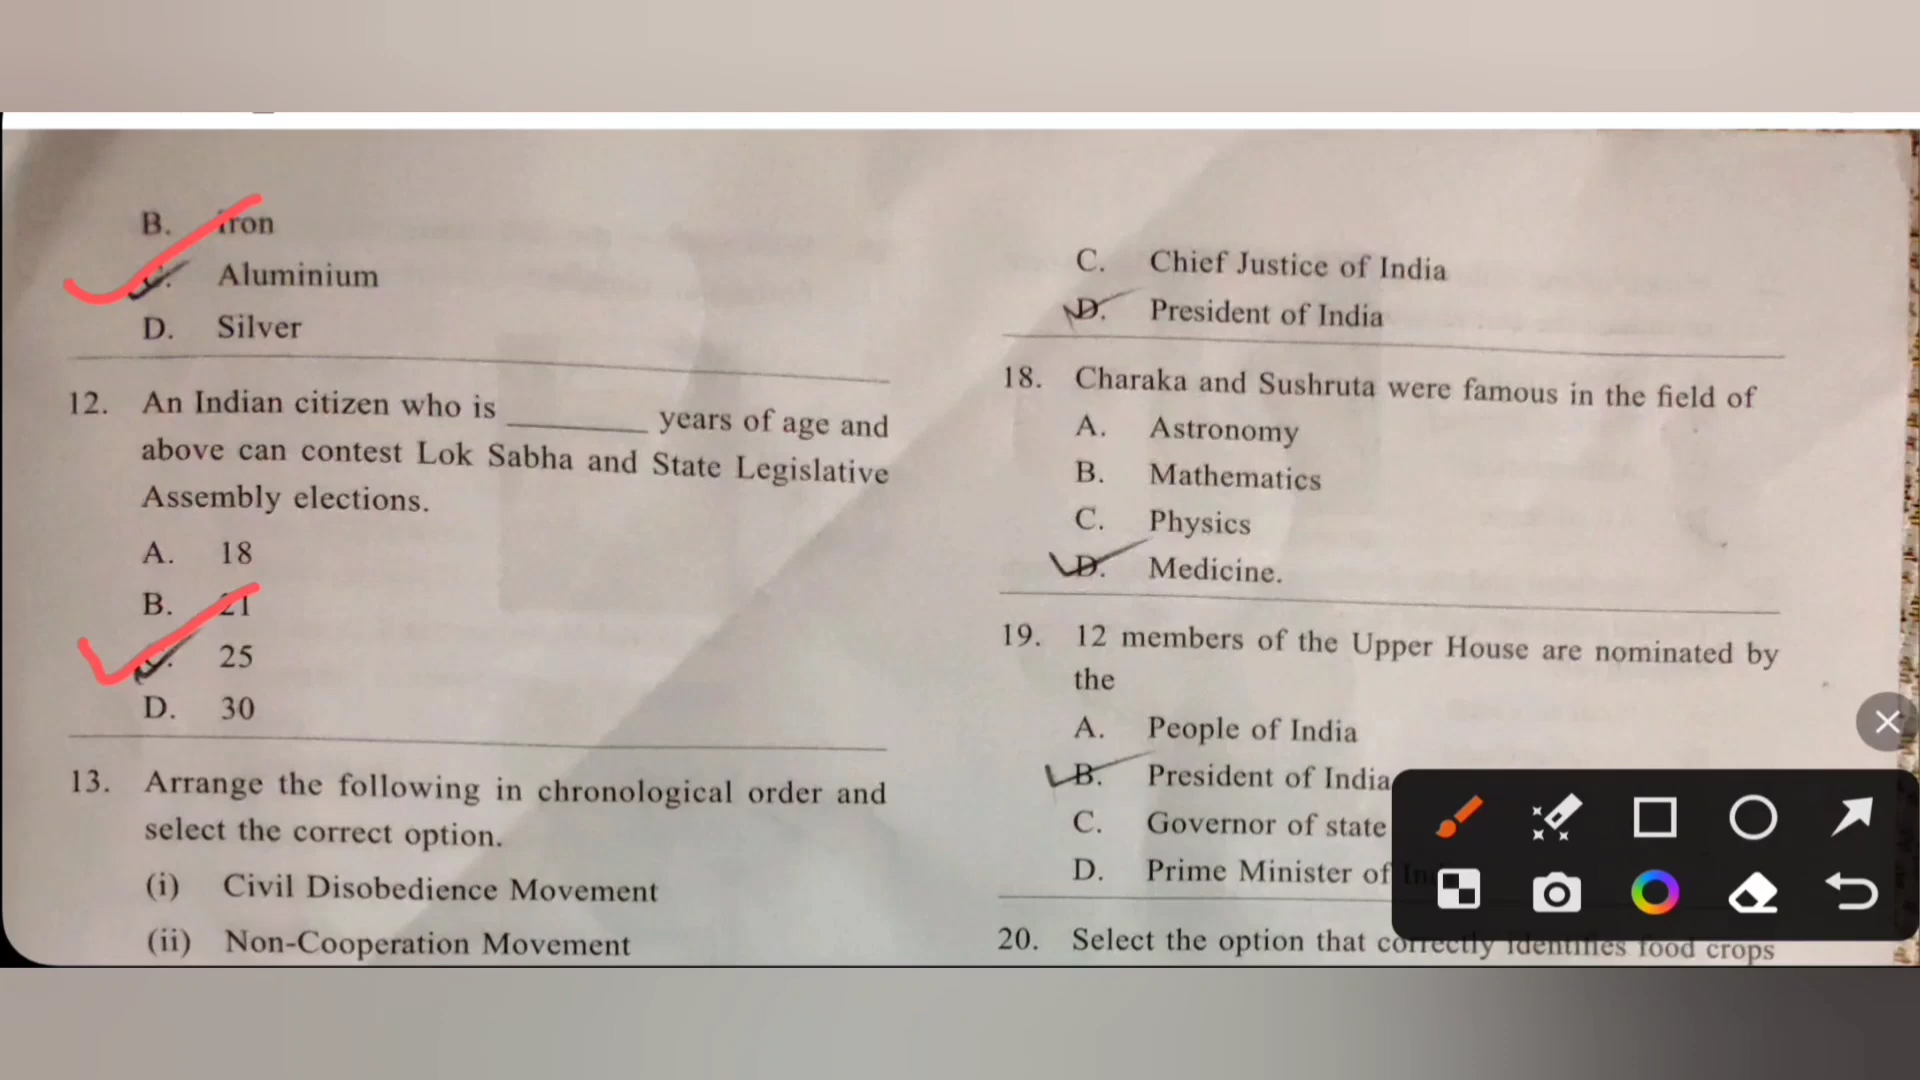 B. Iron
C. Aluminium
D. Silver
12. An Indian citizen who is ________ years of age and
above can contest Lok Sabha and State Legislative
Assembly elections.
A. 18
B. 21
C. 25
D. 30
13. Arrange the following in chronological order and
select the correct option.
(i) Civil Disobedience Movement
(ii) Non-Cooperation Movement
C. Chief Justice of India
D. President of India
18. Charaka and Sushruta were famous in the field of
A. Astronomy
B. Mathematics
C. Physics
D. Medicine.
19. 12 members of the Upper House are nominated by
the
A. People of India
B. President of India
C. Governor of state
D. Prime Minister of
20. Select the option that correctly identifies food crops